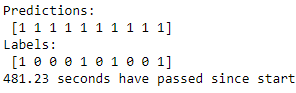 Predictions:
[1 1 1 1 1 1 1 1 1 1]
Labels:
[1 0 0 0 1 0 1 0 0 1]
481.23 seconds have passed since start